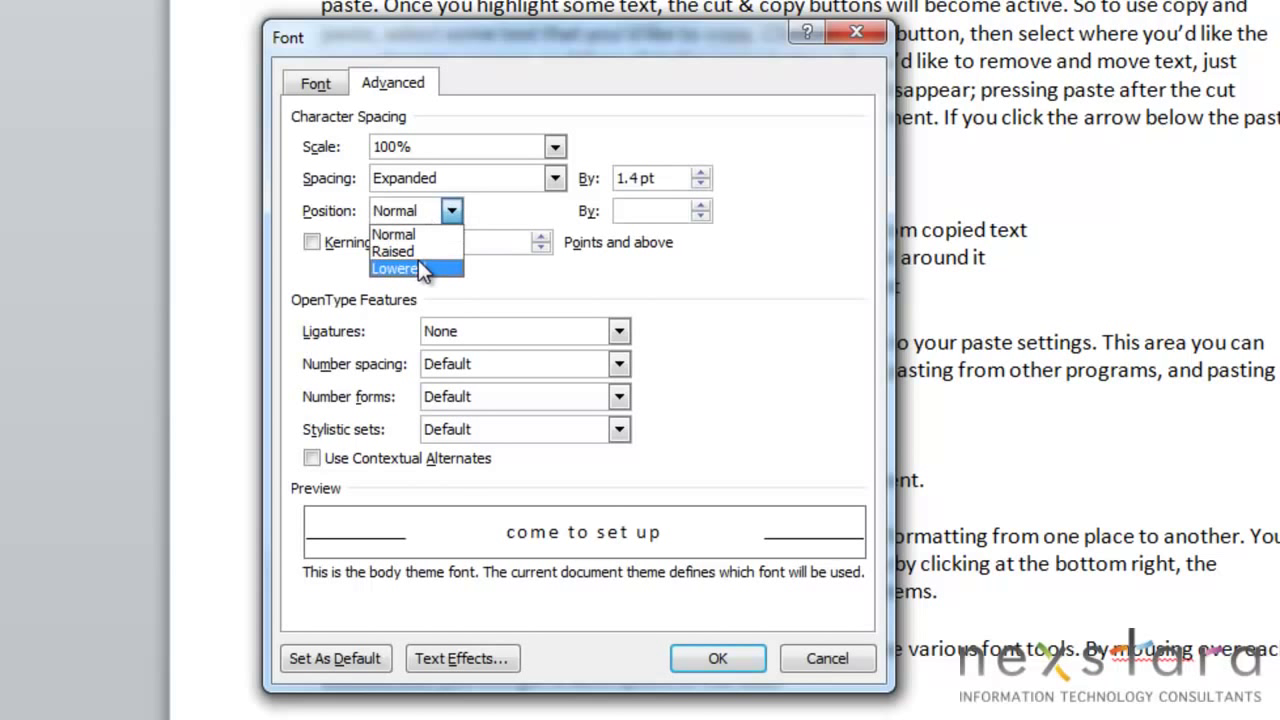 paste. Once you highlight some text, the cut & copy buttons will become active. So to use copy and
Font
button, then select where you'd like the
'd like to remove and move text, just
Font
Advanced
sappear; pressing paste after the cut
Character Spacing
nent. If you click the arrow below the past
Scale: 100%
Spacing: Expanded By: 1.4 pt
Position: Normal By:
Normal
om copied text
Kerning Points and above
Raised
around it
Lowere
OpenType Features
Ligatures: None
o your paste settings. This area you can
Number spacing: Default
asting from other programs, and pasting
Number forms: Default
Stylistic sets: Default
Use Contextual Alternates
ent.
Preview
come to set up
ormatting from one place to another. You
by clicking at the bottom right, the
This is the body theme font. The current document theme defines which font will be used.
ems.
e various font tools. By mousing over each
Set As Default Text Effects... OK Cancel
nexstara
INFORMATION TECHNOLOGY CONSULTANTS